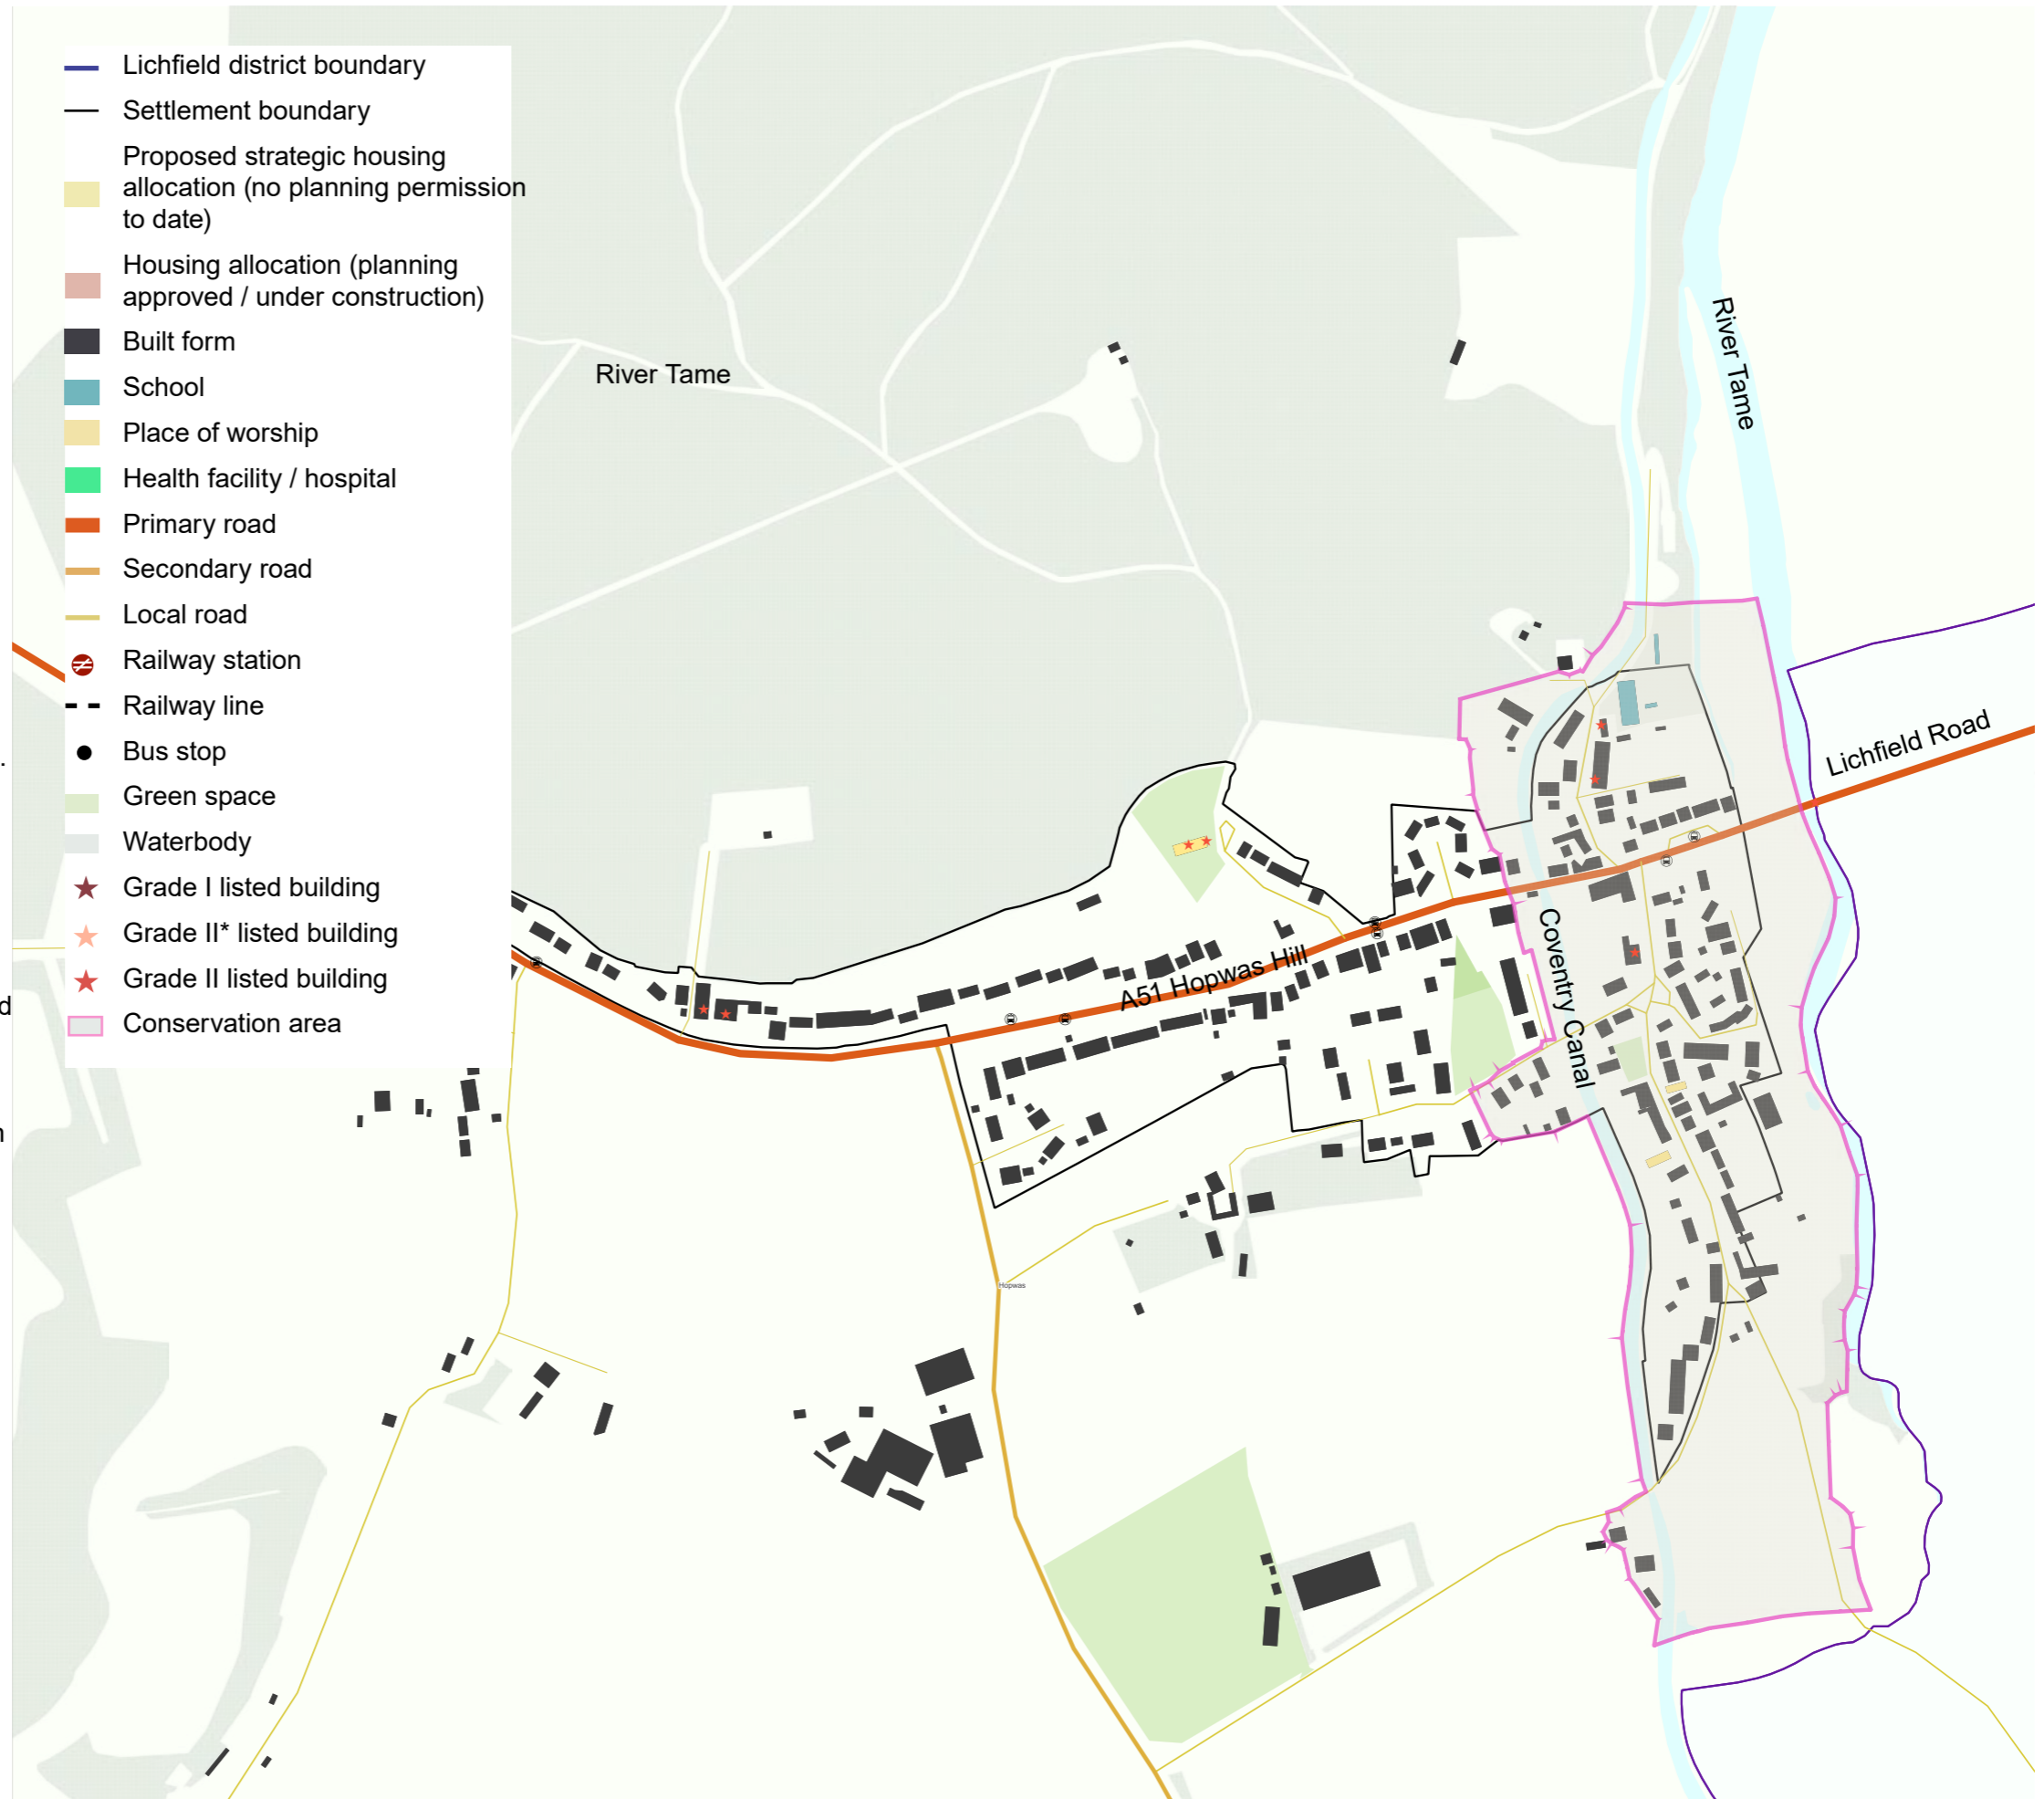 Lichfield district boundary
Settlement boundary
Proposed strategic housing
allocation (no planning permission
to date)
Housing allocation (planning
approved / under construction)
Built form
School
Place of worship
Health facility / hospital
Primary road
Secondary road
Local road
Railway station
Railway line
Bus stop
Green space
Waterbody
Grade I listed building
Grade II* listed building
Grade II listed building
Conservation area
.
d
n
River Tame
River Tame
Lichfield Road
A51 Hopwas Hill
Coventry Canal
Hopwas